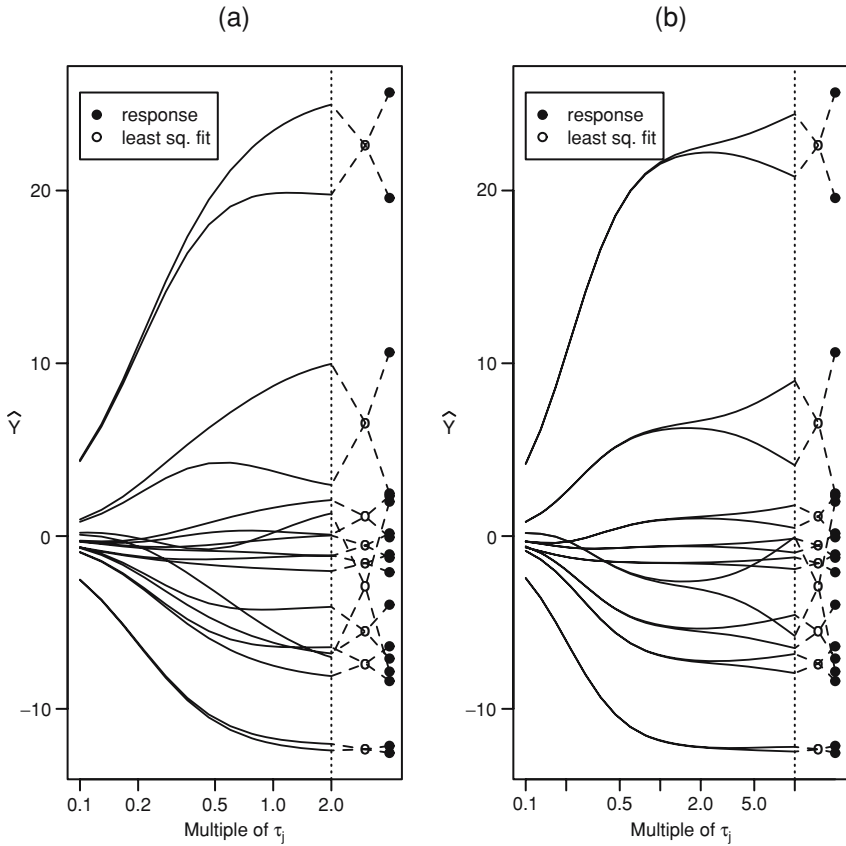 (a)
response
least sq. fit
20
10
0
−10
Ŷ
0.1 0.2 0.5 1.0 2.0
Multiple of τj
(b)
response
least sq. fit
20
10
0
−10
Ŷ
0.1 0.5 2.0 5.0
Multiple of τj